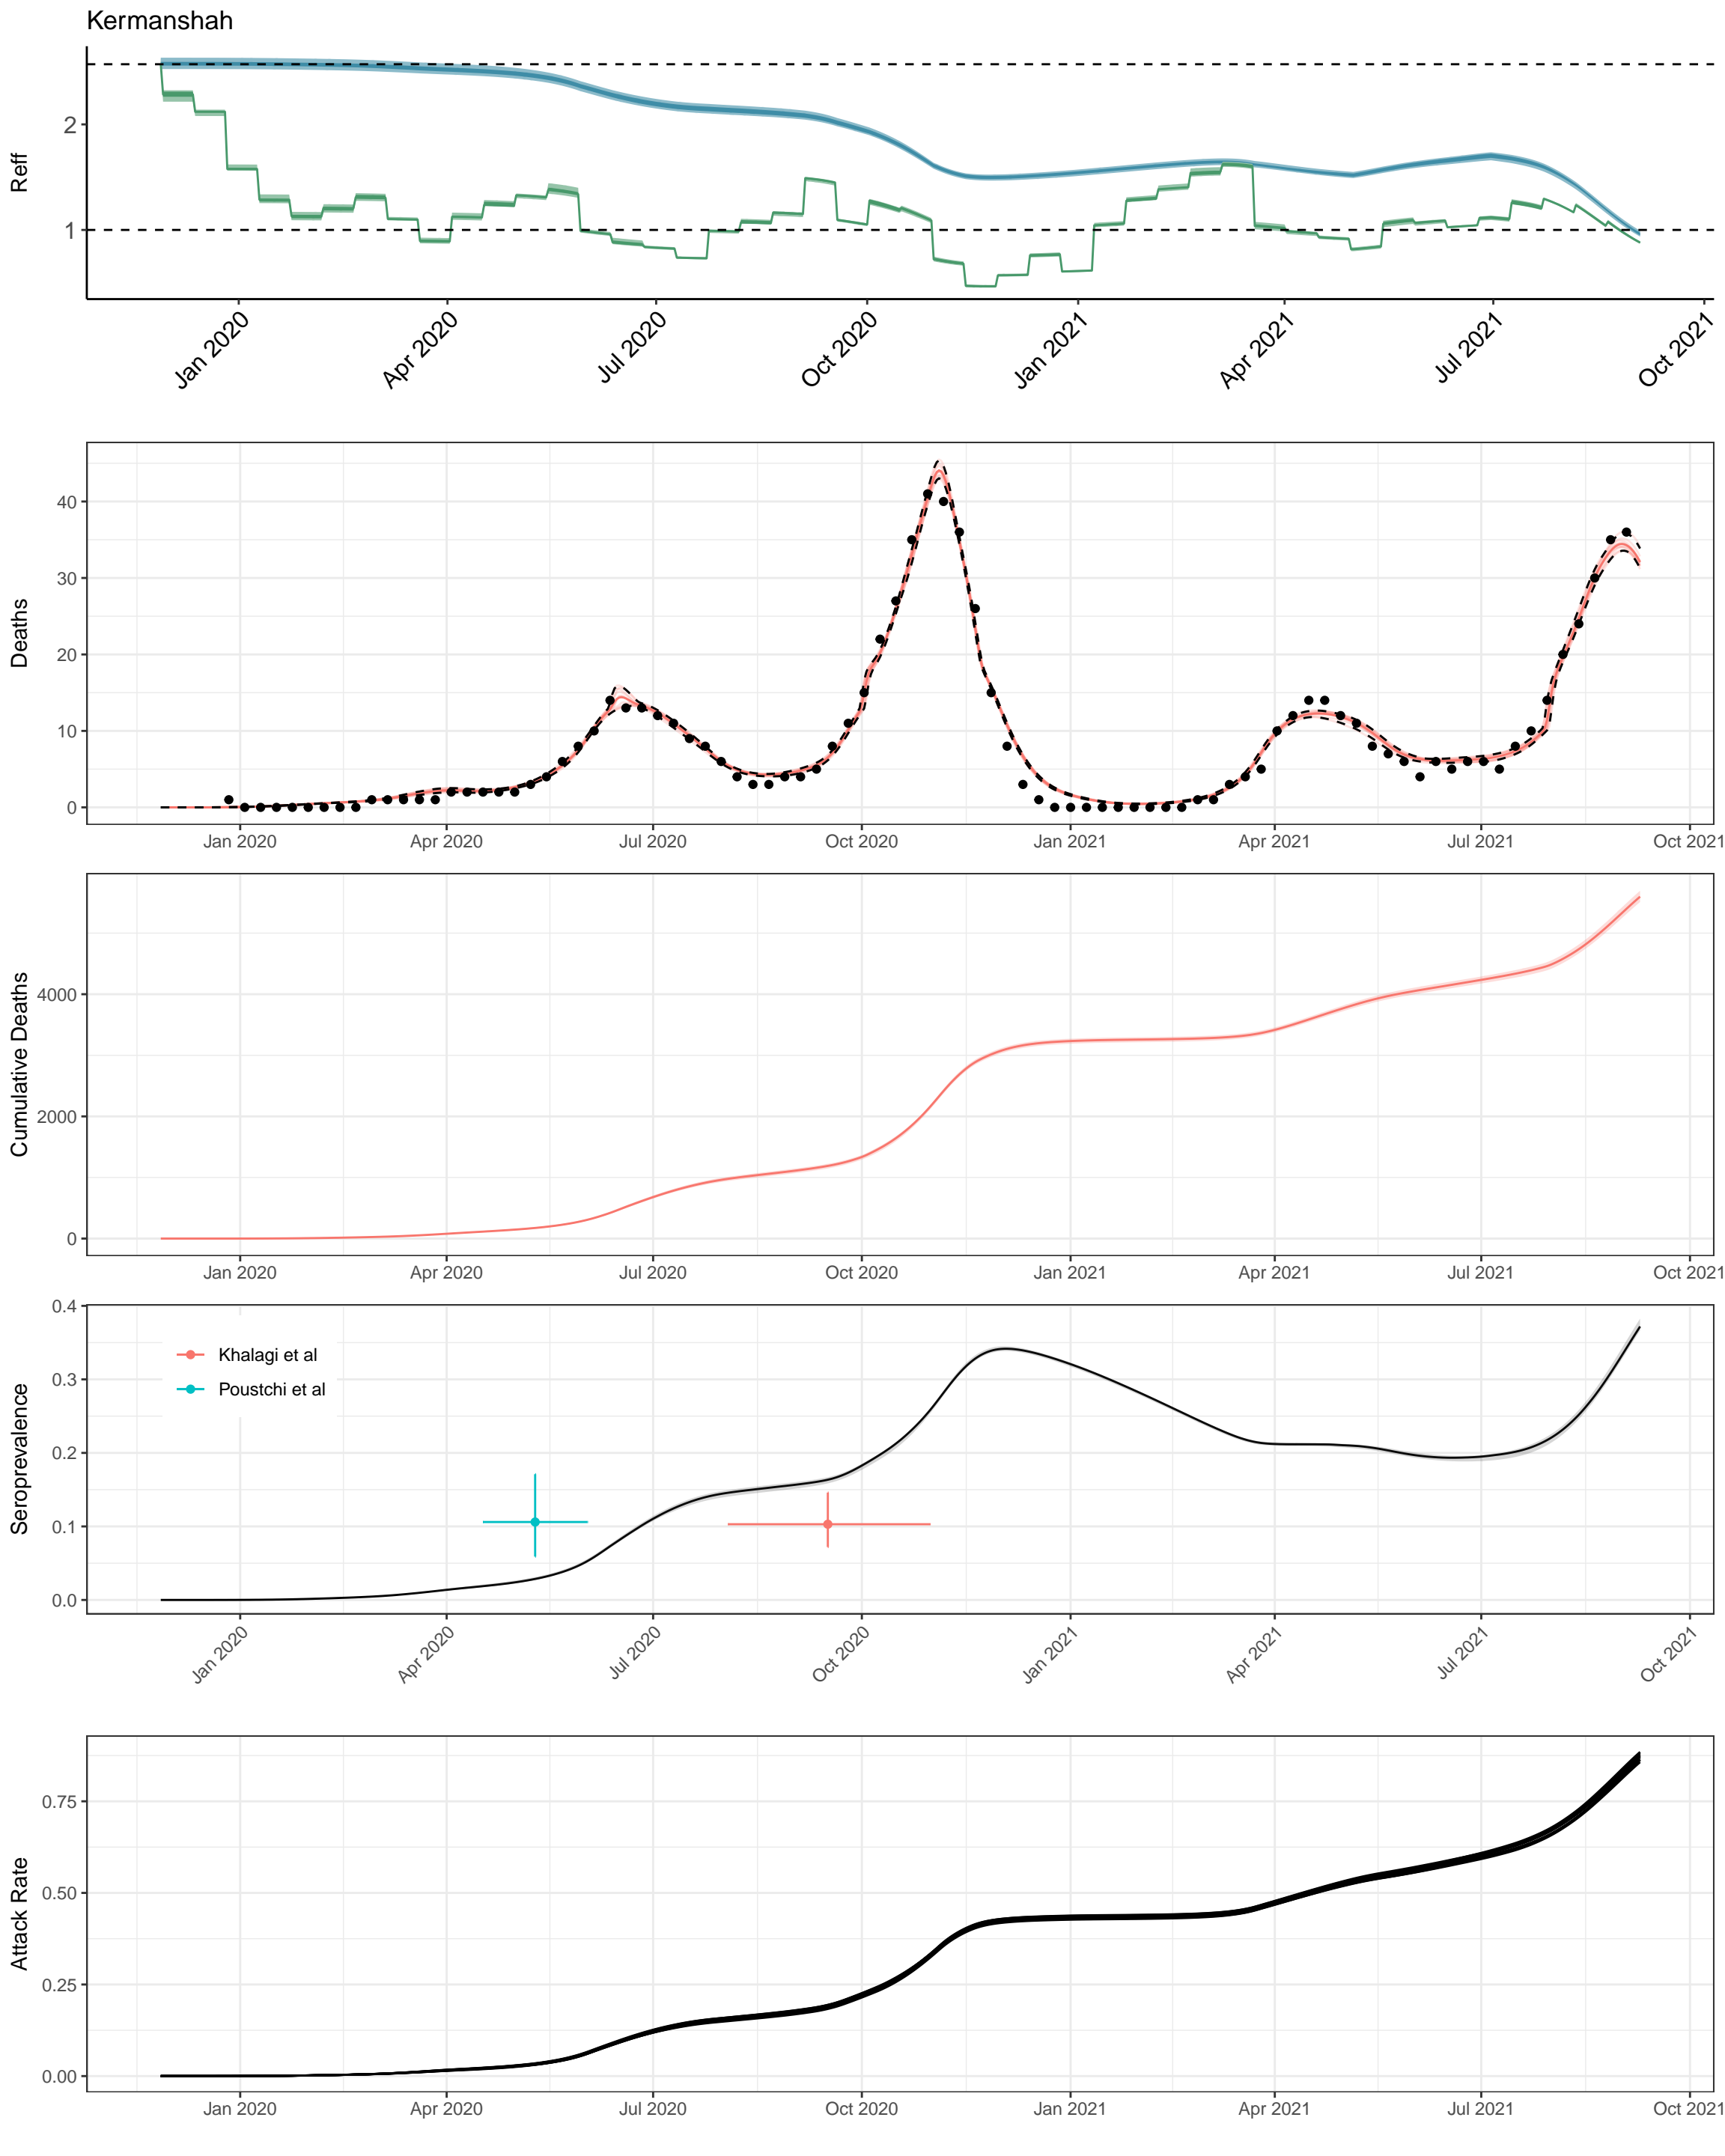 Kermanshah
Reff
2
1
Jan 2020
Apr 2020
Jul 2020
Oct 2020
Jan 2021
Apr 2021
Jul 2021
Oct 2021
Deaths
40
30
20
10
0
Jan 2020
Apr 2020
Jul 2020
Oct 2020
Jan 2021
Apr 2021
Jul 2021
Oct 2021
Cumulative Deaths
4000
2000
0
Jan 2020
Apr 2020
Jul 2020
Oct 2020
Jan 2021
Apr 2021
Jul 2021
Oct 2021
Seroprevalence
0.4
0.3
0.2
0.1
0.0
Khalagi et al
Poustchi et al
Jan 2020
Apr 2020
Jul 2020
Oct 2020
Jan 2021
Apr 2021
Jul 2021
Oct 2021
Attack Rate
0.75
0.50
0.25
0.00
Jan 2020
Apr 2020
Jul 2020
Oct 2020
Jan 2021
Apr 2021
Jul 2021
Oct 2021